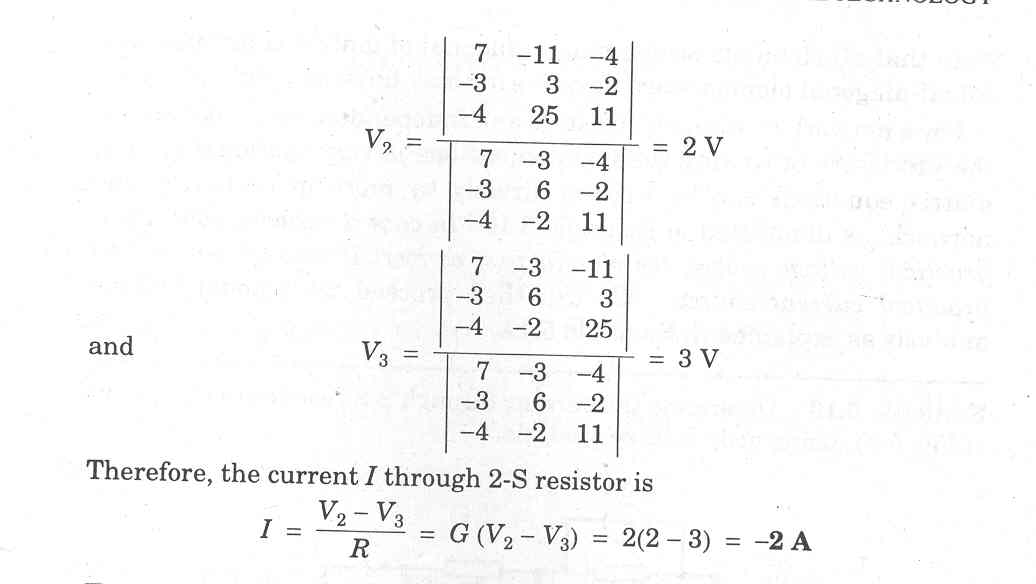 7 −11 −4
−3 3 −2
−4 25 11
V₂ = = 2 V
7 −3 −4
−3 6 −2
−4 −2 11
7 −3 −11
−3 6 3
−4 −2 25
and V₃ = = 3 V
7 −3 −4
−3 6 −2
−4 −2 11
Therefore, the current I through 2-S resistor is
I = (V₂ − V₃)/R = G (V₂ − V₃) = 2(2 − 3) = −2 A